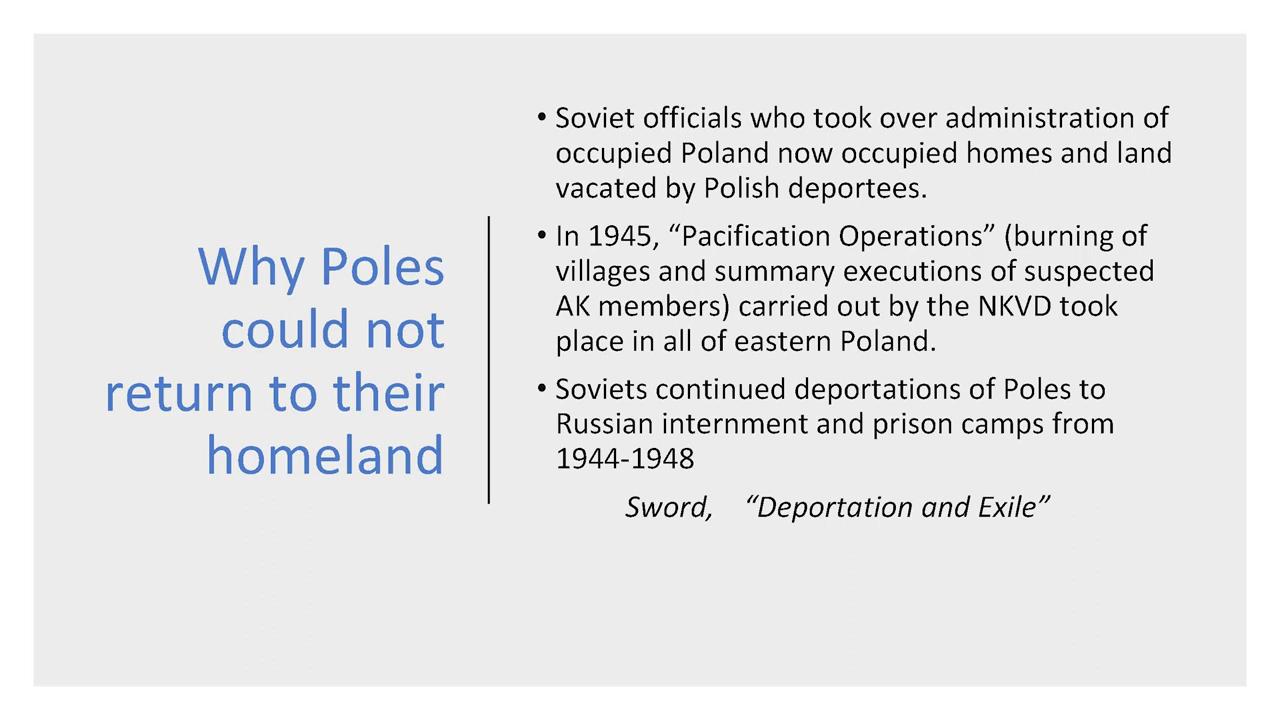 Why Poles
could not
return to their
homeland
• Soviet officials who took over administration of
occupied Poland now occupied homes and land
vacated by Polish deportees.
• In 1945, “Pacification Operations” (burning of
villages and summary executions of suspected
AK members) carried out by the NKVD took
place in all of eastern Poland.
• Soviets continued deportations of Poles to
Russian internment and prison camps from
1944-1948
Sword, “Deportation and Exile”